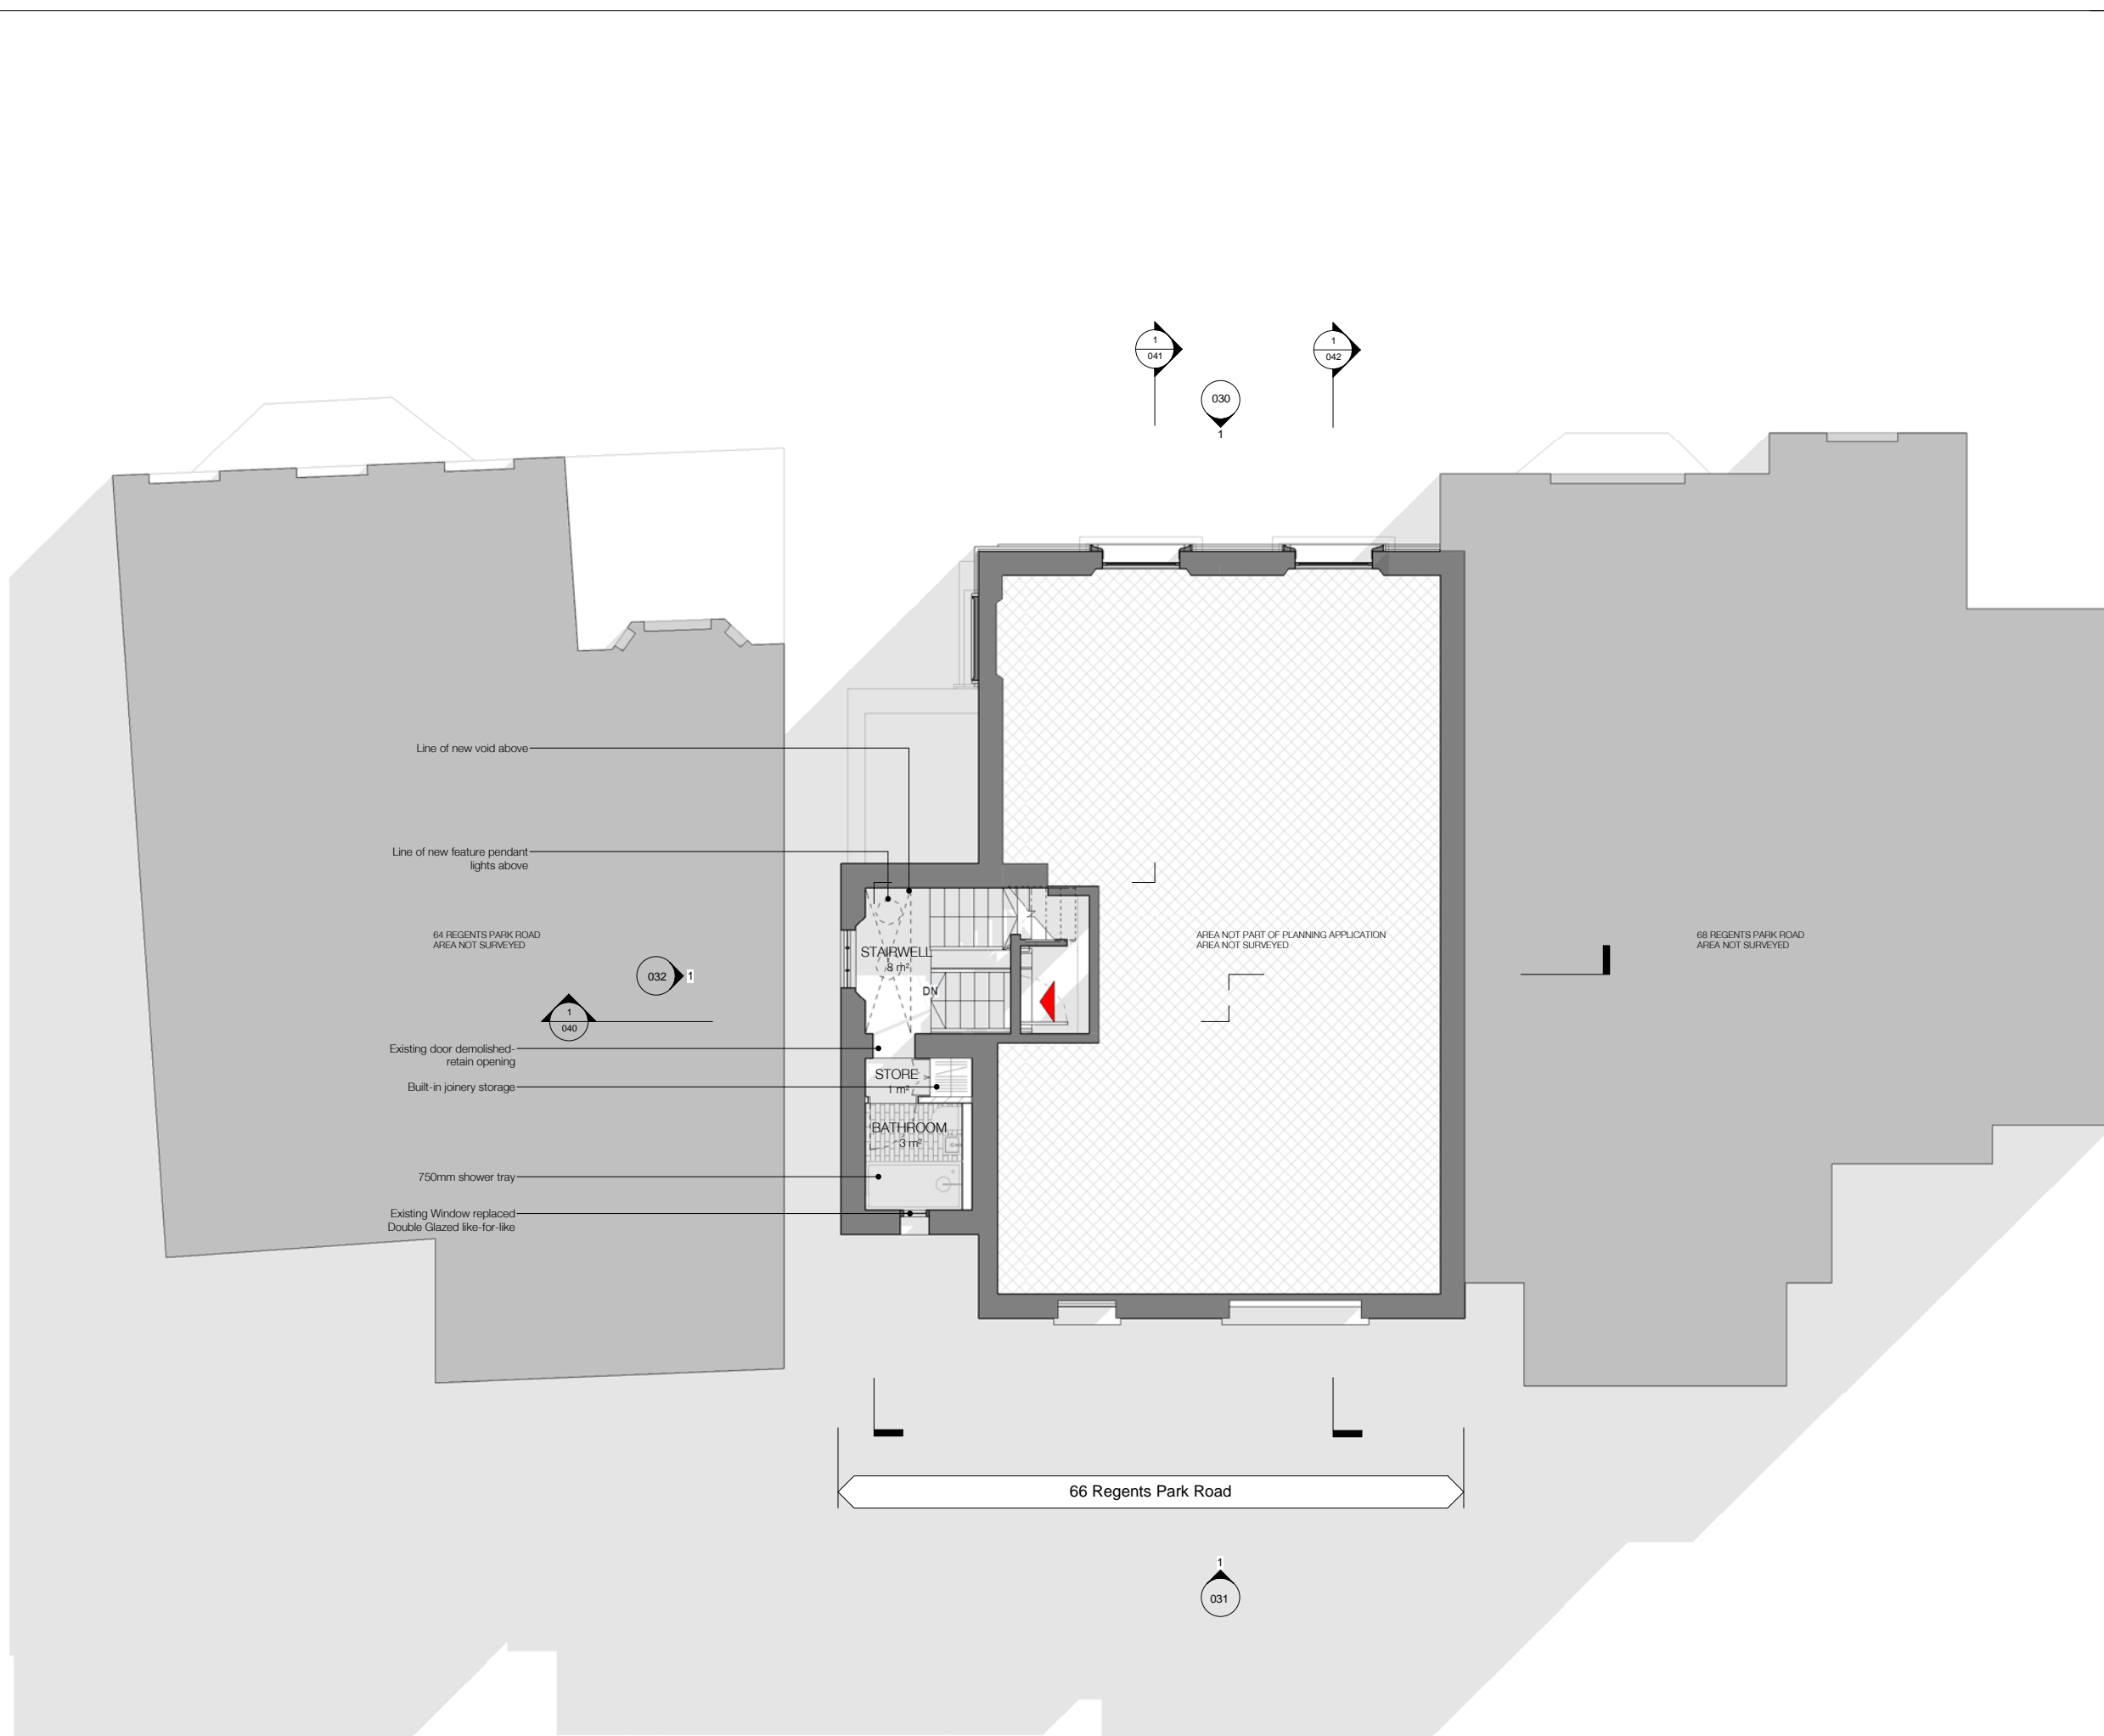 1
041
1
042
030
1
Line of new void above
Line of new feature pendant
lights above
64 REGENTS PARK ROAD
AREA NOT SURVEYED
STAIRWELL
8 m²
AREA NOT PART OF PLANNING APPLICATION
AREA NOT SURVEYED
68 REGENTS PARK ROAD
AREA NOT SURVEYED
032
1
DN
1
040
Existing door demolished-
retain opening
STORE
1 m²
Built-in joinery storage
BATHROOM
3 m²
750mm shower tray
Existing Window replaced
Double Glazed like-for-like
66 Regents Park Road
1
031